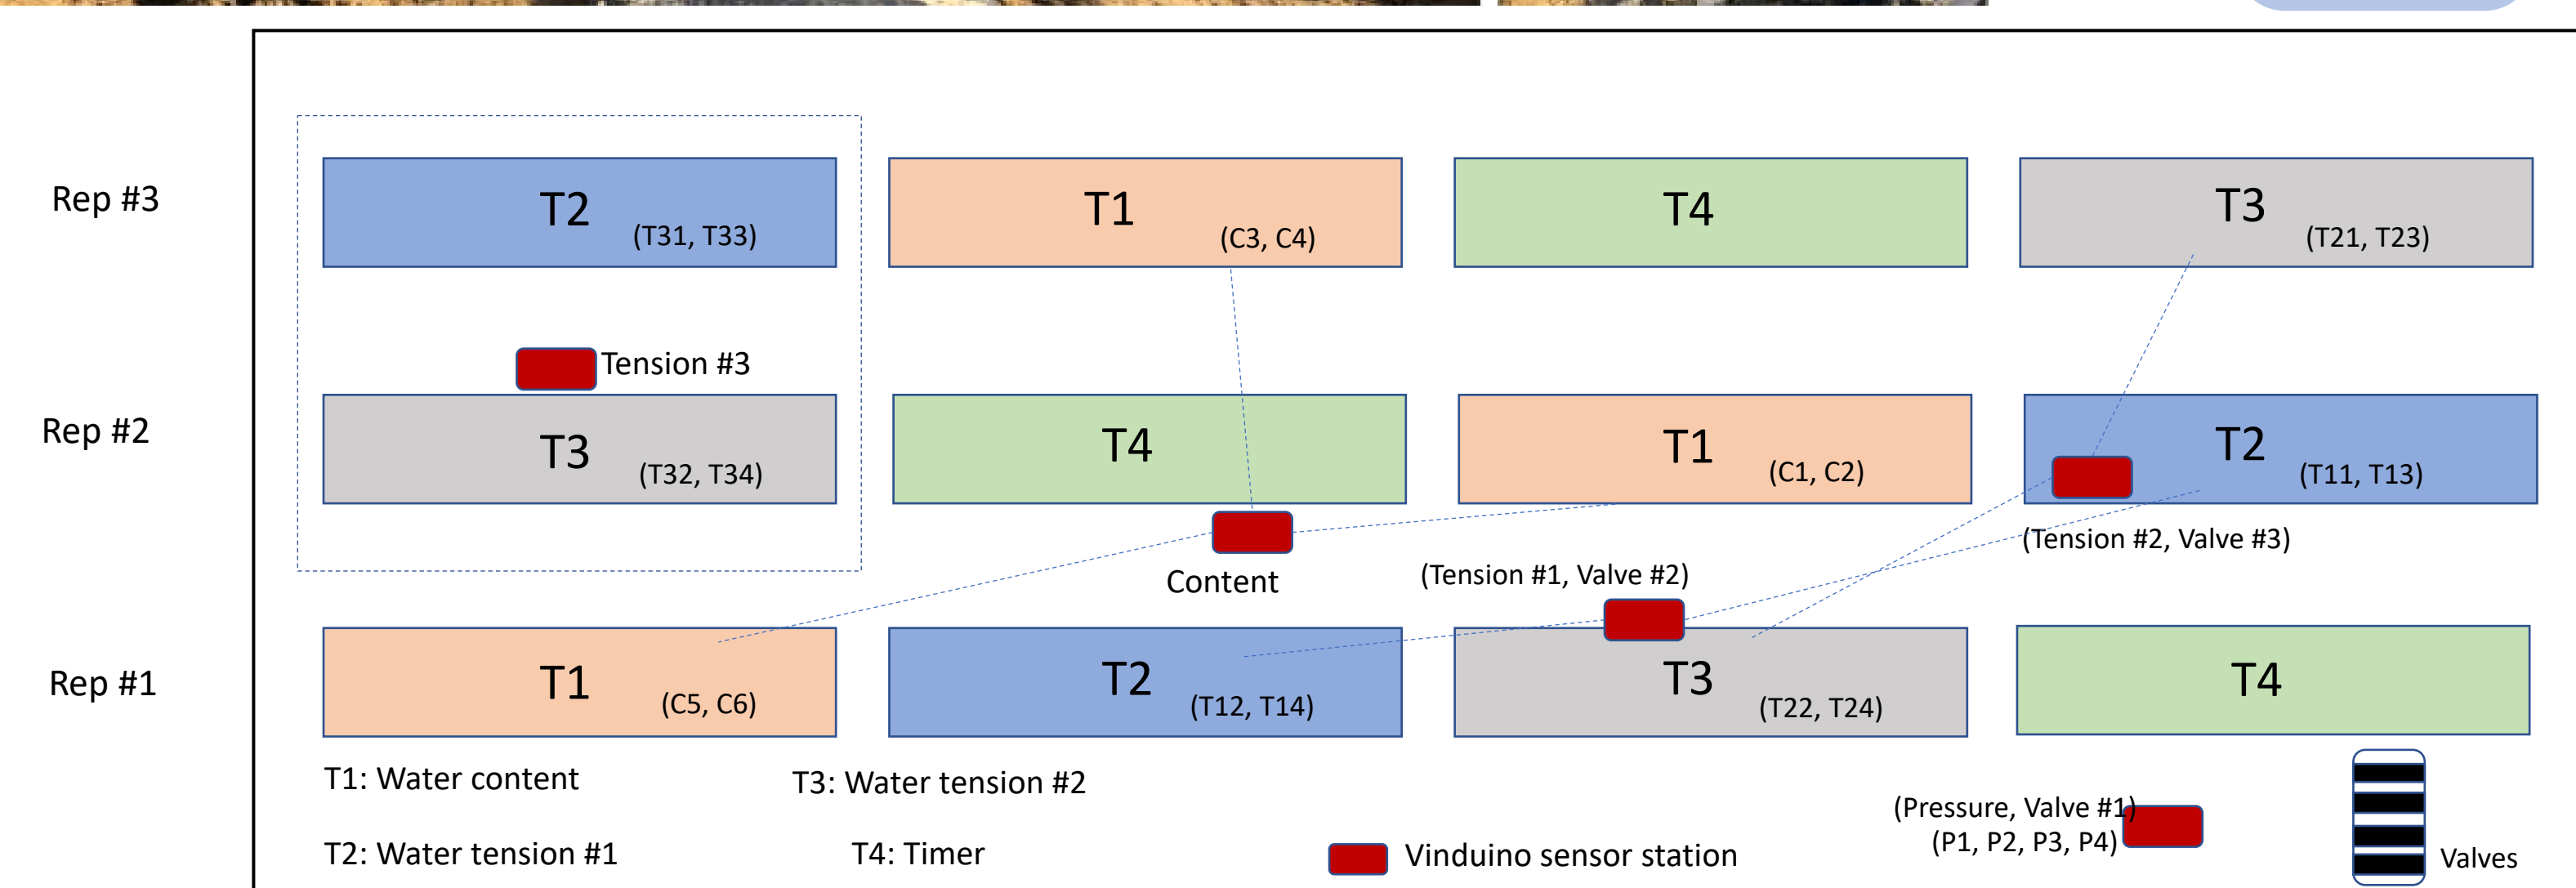 Rep #3
T2
(T31, T33)
T1
(C3, C4)
T4
T3
(T21, T23)
Tension #3
Rep #2
T3
(T32, T34)
T4
T1
(C1, C2)
T2
(T11, T13)
(Tension #2, Valve #3)
Content
(Tension #1, Valve #2)
Rep #1
T1
(C5, C6)
T2
(T12, T14)
T3
(T22, T24)
T4
T1: Water content
T3: Water tension #2
T2: Water tension #1
T4: Timer
Vinduino sensor station
(Pressure, Valve #1)
(P1, P2, P3, P4)
Valves